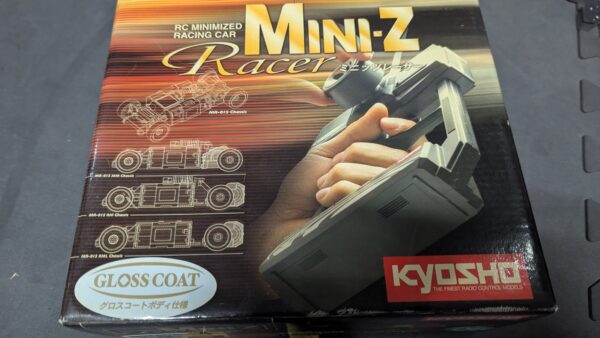 RC MINIMIZED
RACING CAR
MINI-Z
Racer
ミニッツレーサー
MR-015 Chassis
MR-015 RM Chassis
MR-015 RH Chassis
MR-015 HML Chassis
GLOSS COAT
グロスコートボディ仕様
KYOSHO
THE FINEST RADIO CONTROL MODELS